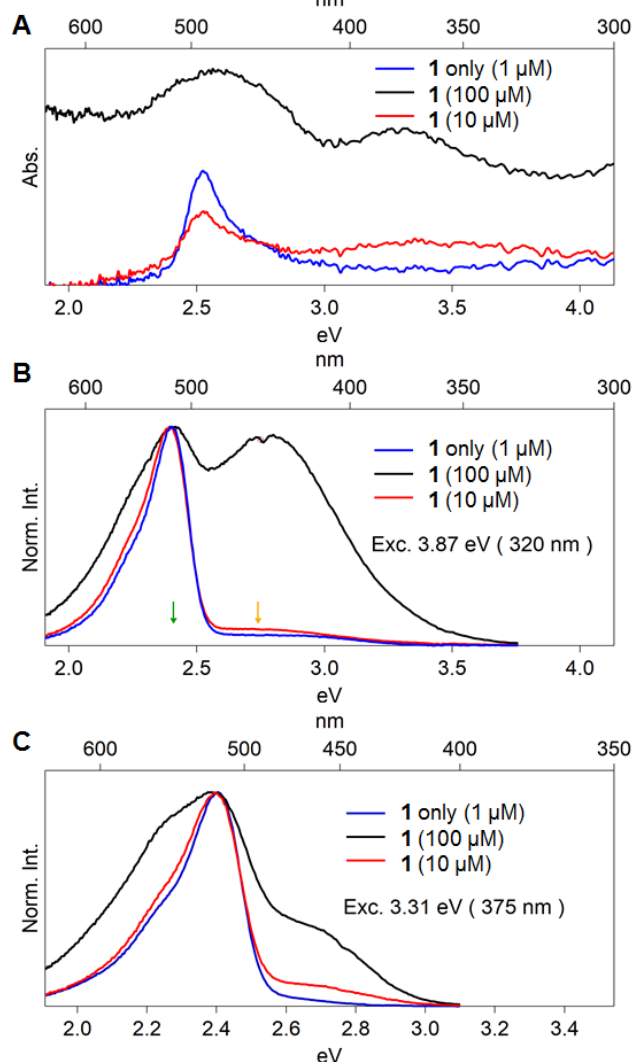 nm
A
600 500 400 300
1 only (1 µM)
1 (100 µM)
1 (10 µM)
Abs.
2.0 2.5 3.0 3.5 4.0
eV
nm
B
600 500 400 300
1 only (1 µM)
1 (100 µM)
1 (10 µM)
Exc. 3.87 eV ( 320 nm )
Norm. Int.
2.0 2.5 3.0 3.5 4.0
eV
nm
C
600 500 450 400 350
1 only (1 µM)
1 (100 µM)
1 (10 µM)
Exc. 3.31 eV ( 375 nm )
Norm. Int.
2.0 2.2 2.4 2.6 2.8 3.0 3.2 3.4
eV